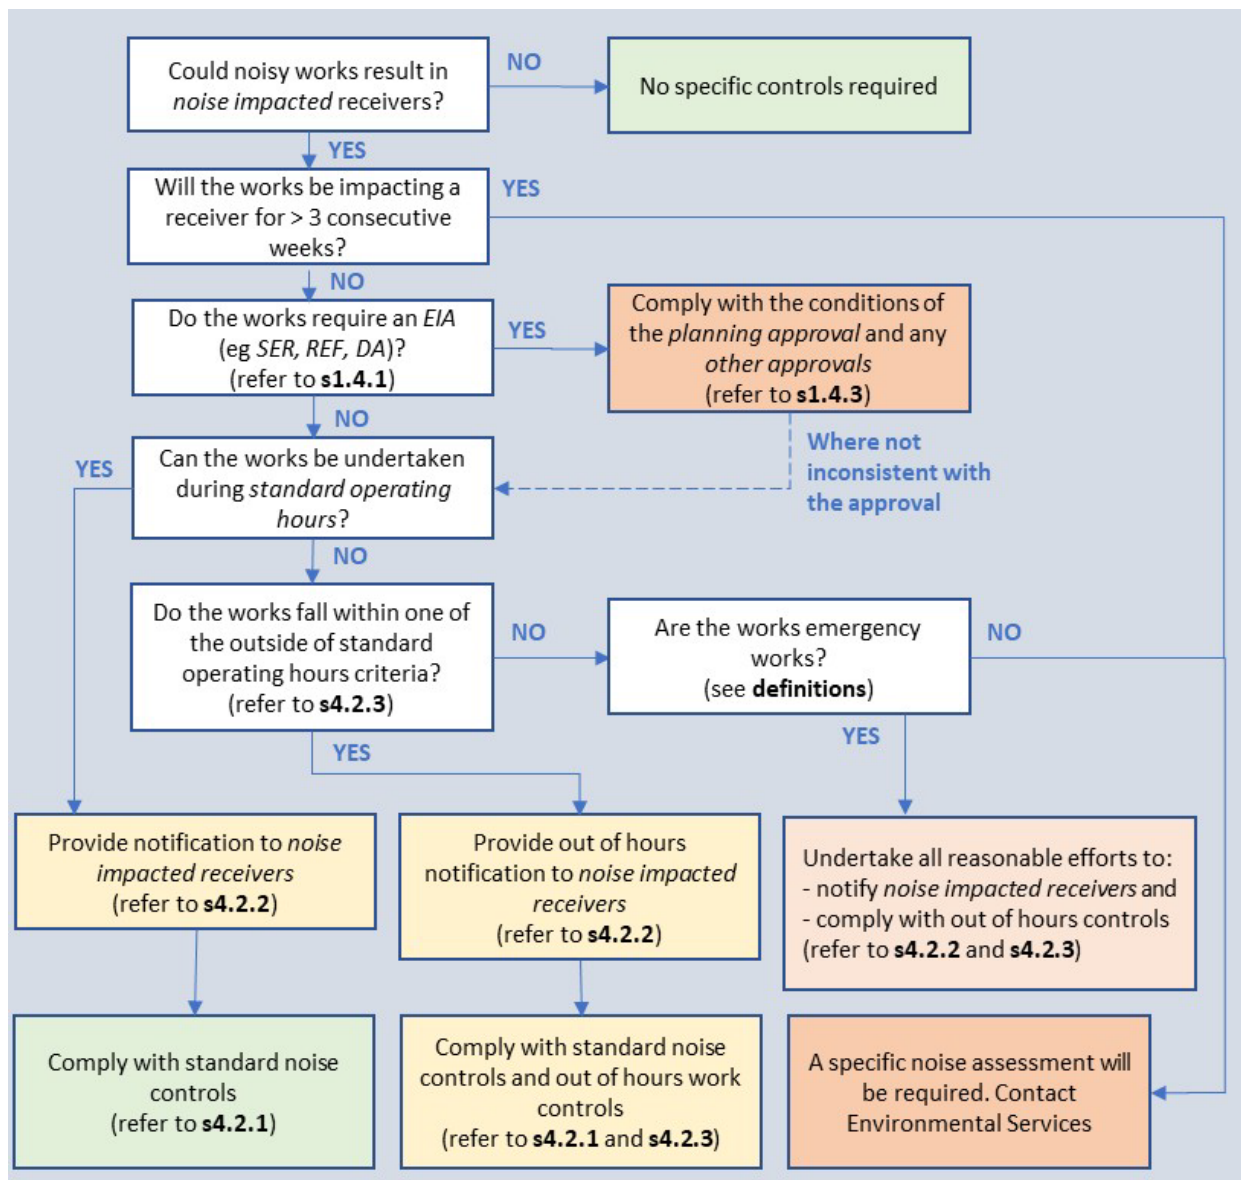 Could noisy works result in
noise impacted receivers?
NO
No specific controls required
YES
Will the works be impacting a
receiver for > 3 consecutive
weeks?
YES
NO
Do the works require an EIA
(eg SER, REF, DA)?
(refer to s1.4.1)
YES
Comply with the conditions of
the planning approval and any
other approvals
(refer to s1.4.3)
NO
Where not
inconsistent with
the approval
YES
Can the works be undertaken
during standard operating
hours?
NO
Do the works fall within one of
the outside of standard
operating hours criteria?
(refer to s4.2.3)
NO
Are the works emergency
works?
(see definitions)
NO
YES
YES
Provide notification to noise
impacted receivers
(refer to s4.2.2)
Provide out of hours
notification to noise impacted
receivers
(refer to s4.2.2)
Undertake all reasonable efforts to:
- notify noise impacted receivers and
- comply with out of hours controls
(refer to s4.2.2 and s4.2.3)
Comply with standard noise
controls
(refer to s4.2.1)
Comply with standard noise
controls and out of hours work
controls
(refer to s4.2.1 and s4.2.3)
A specific noise assessment will
be required. Contact
Environmental Services